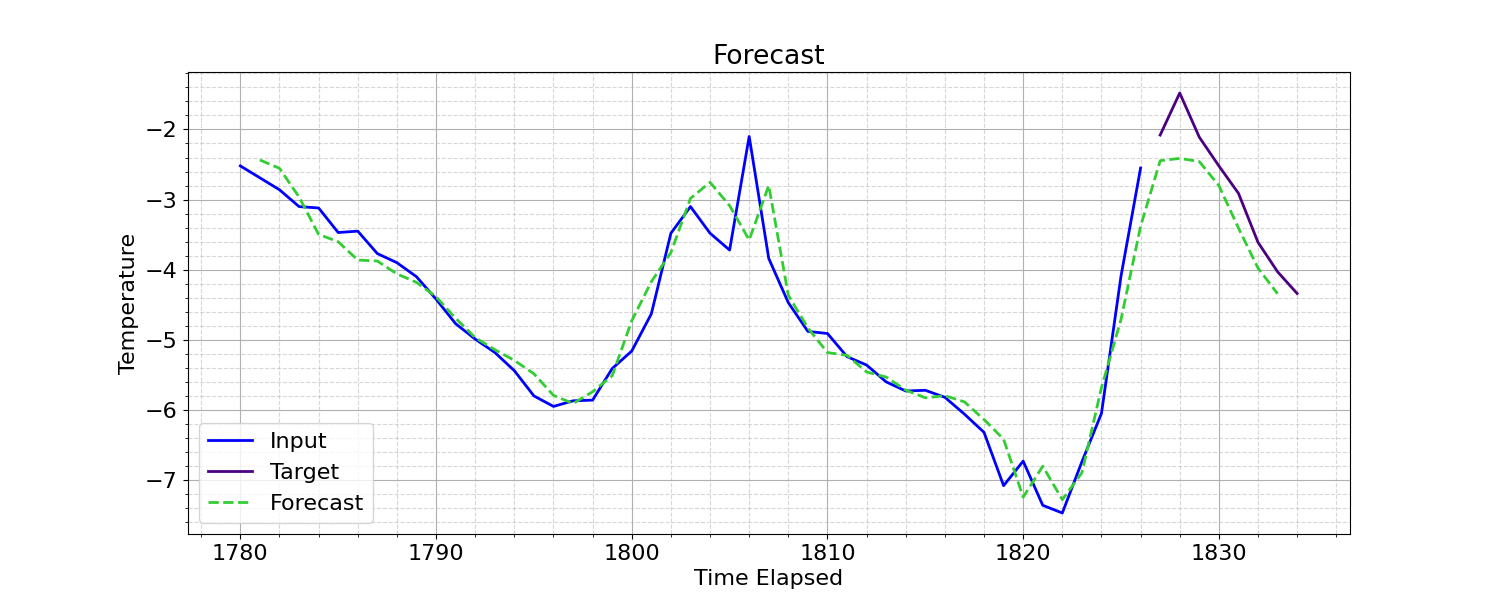 Forecast
−2
−3
−4
−5
−6
−7
Temperature
Input
Target
Forecast
1780 1790 1800 1810 1820 1830
Time Elapsed